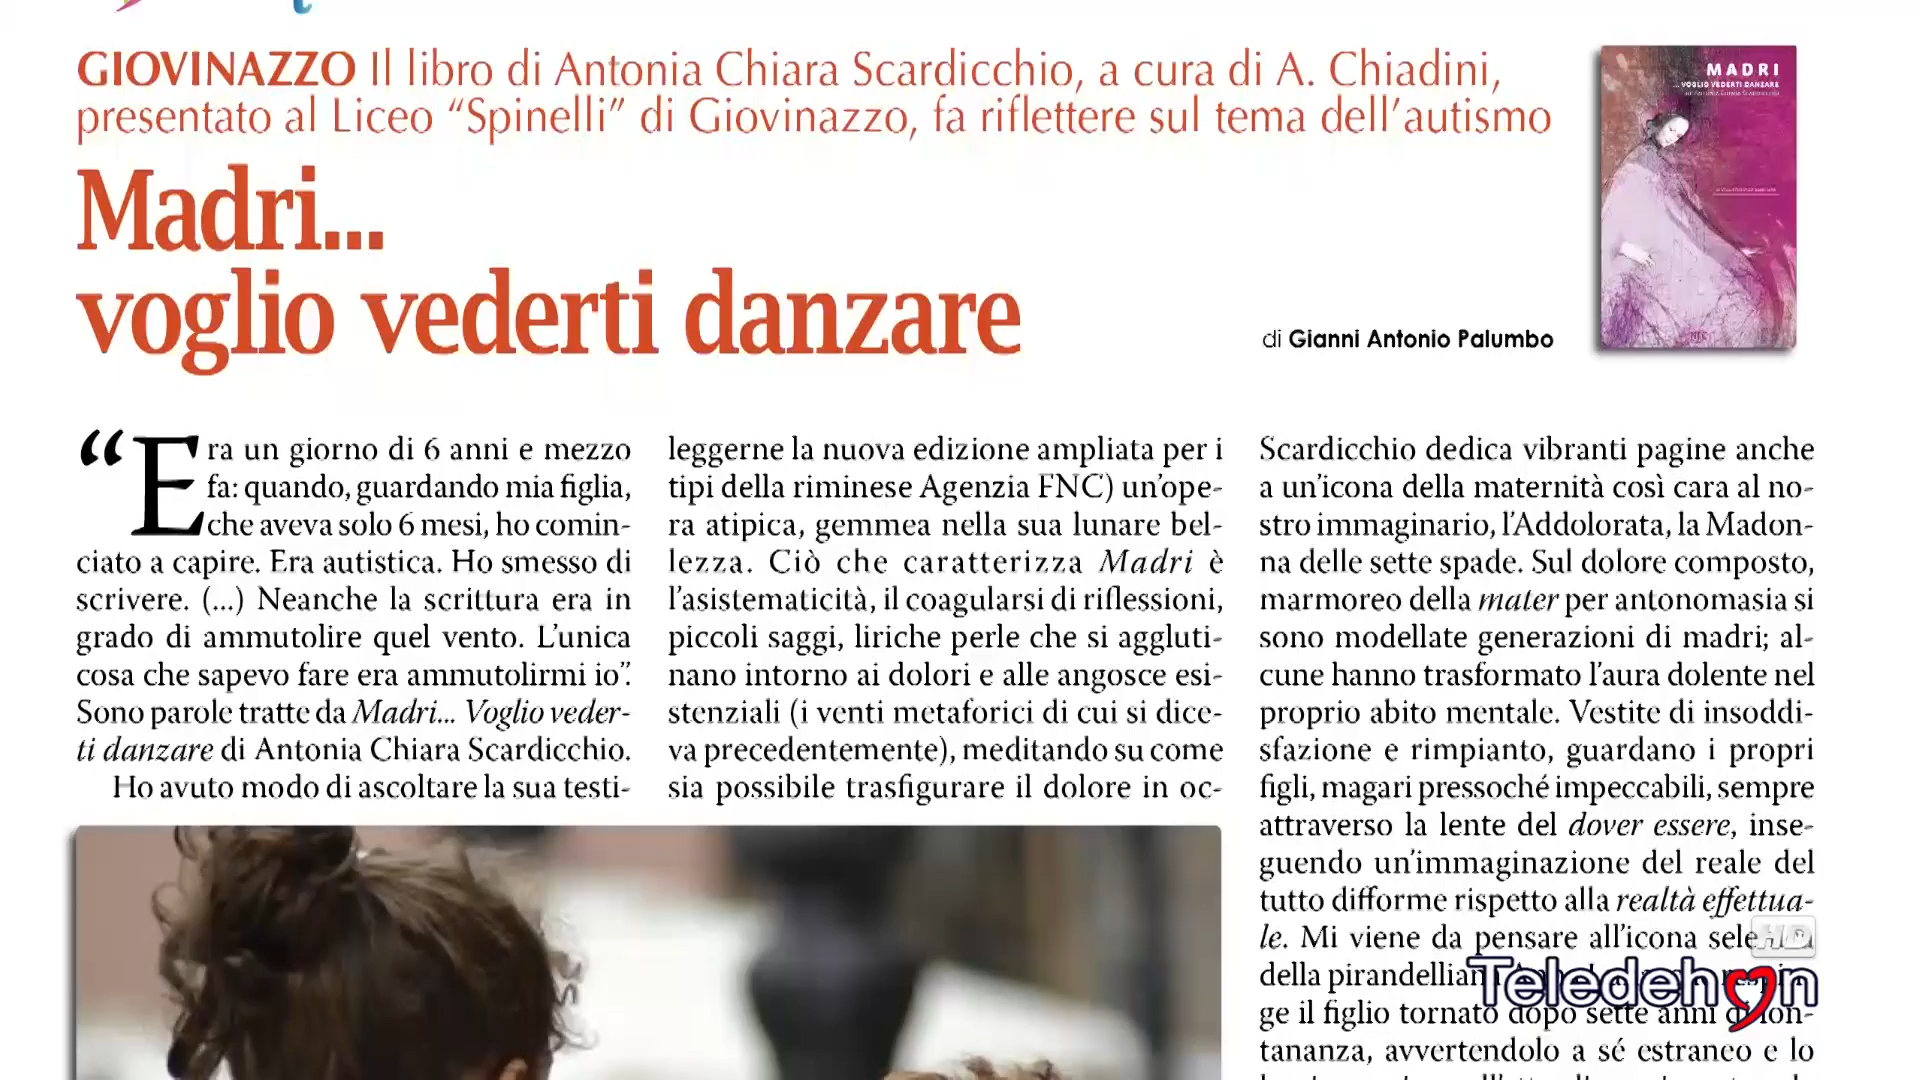 GIOVINAZZO Il libro di Antonia Chiara Scardicchio, a cura di A. Chiadini,
presentato al Liceo “Spinelli” di Giovinazzo, fa riflettere sul tema dell’autismo
Madri...
voglio vederti danzare
di Gianni Antonio Palumbo
MADRI
... VOGLIO VEDERTI DANZARE
“Era un giorno di 6 anni e mezzo
fa: quando, guardando mia figlia,
che aveva solo 6 mesi, ho comin-
ciato a capire. Era autistica. Ho smesso di
scrivere. (...) Neanche la scrittura era in
grado di ammutolire quel vento. L’unica
cosa che sapevo fare era ammutolirmi io”.
Sono parole tratte da Madri... Voglio veder-
ti danzare di Antonia Chiara Scardicchio.
Ho avuto modo di ascoltare la sua testi-
leggerne la nuova edizione ampliata per i
tipi della riminese Agenzia FNC) un’ope-
ra atipica, gemmea nella sua lunare bel-
lezza. Ciò che caratterizza Madri è
l’asistematicità, il coagularsi di riflessioni,
piccoli saggi, liriche perle che si aggluti-
nano intorno ai dolori e alle angosce esi-
stenziali (i venti metaforici di cui si dice-
va precedentemente), meditando su come
sia possibile trasfigurare il dolore in oc-
Scardicchio dedica vibranti pagine anche
a un’icona della maternità così cara al no-
stro immaginario, l’Addolorata, la Madon-
na delle sette spade. Sul dolore composto,
marmoreo della mater per antonomasia si
sono modellate generazioni di madri; al-
cune hanno trasformato l’aura dolente nel
proprio abito mentale. Vestite di insoddi-
sfazione e rimpianto, guardano i propri
figli, magari pressoché impeccabili, sempre
attraverso la lente del dover essere, inse-
guendo un’immaginazione del reale del
tutto difforme rispetto alla realtà effettua-
le. Mi viene da pensare all’icona
della
ge il figlio tornato dopo sette anni di lon-
tananza, avvertendolo a sé estraneo e lo
HD
Teledehon